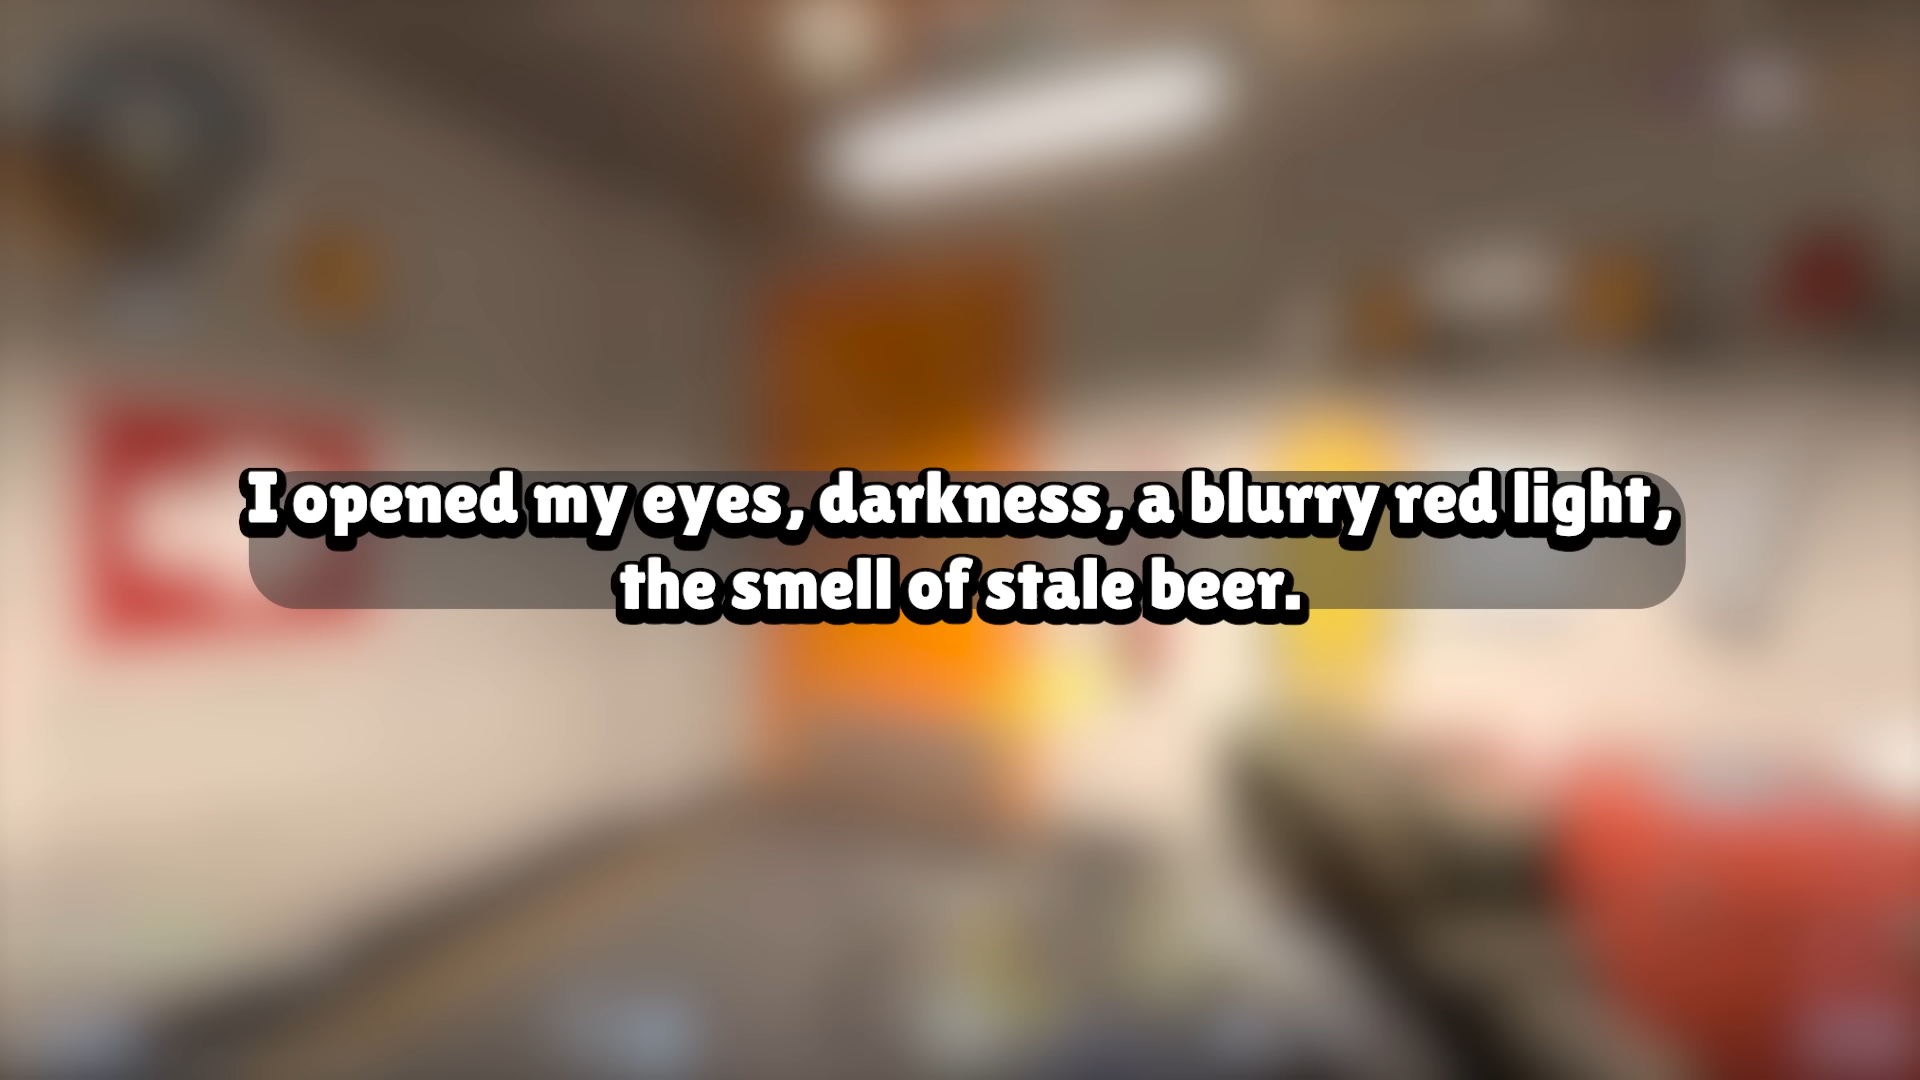 I opened my eyes, darkness, a blurry red light,
the smell of stale beer.